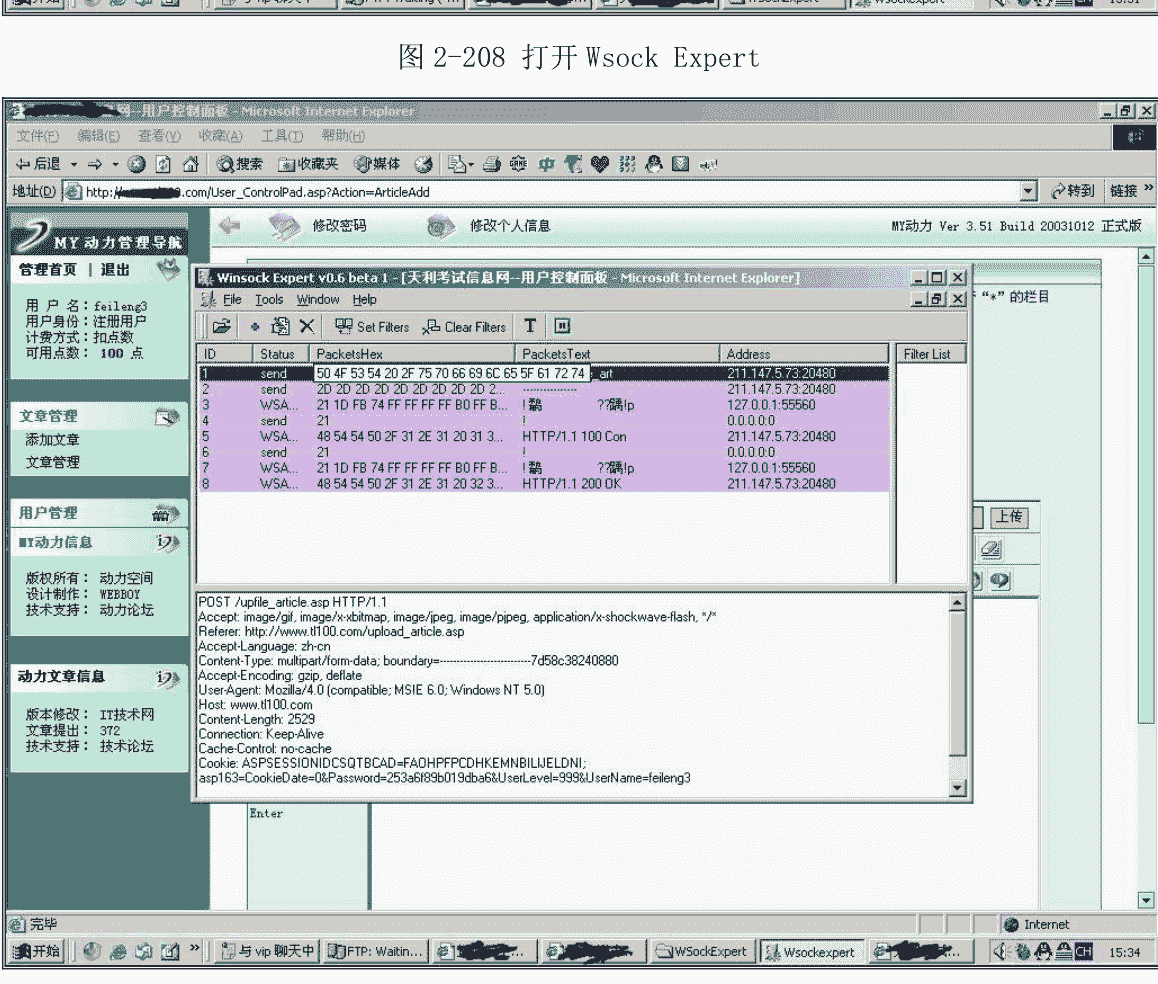 图2-208 打开Wsock Expert
网--用户控制面板 - Microsoft Internet Explorer
文件(F) 编辑(E) 查看(V) 收藏(A) 工具(T) 帮助(H)
后退 搜索 收藏夹 媒体
地址(D) http:// .com/User_ControlPad.asp?Action=ArticleAdd 转到 链接 »
MY动力管理导航
修改密码 修改个人信息 MY动力 Ver 3.51 Build 20031012 正式版
管理首页 | 退出
用 户 名：feileng3
用户身份：注册用户
计费方式：扣点数
可用点数： 100 点
文章管理
添加文章
文章管理
用户管理
MY动力信息
版权所有： 动力空间
设计制作： WEBBOY
技术支持： 动力论坛
动力文章信息
版本修改： IT技术网
文章提出： 372
技术支持： 技术论坛
“*” 的栏目
上传
Winsock Expert v0.6 beta 1 - [天利考试信息网--用户控制面板 - Microsoft Internet Explorer]
File Tools Window Help
Set Filters Clear Filters T
ID Status PacketsHex PacketsText Address Filter List
1 send 50 4F 53 54 20 2F 75 70 66 69 6C 65 5F 61 72 74 _art 211.147.5.73:20480
2 send 2D 2D 2D 2D 2D 2D 2D 2D 2D 2... --------------- 211.147.5.73:20480
3 WSA... 21 1D FB 74 FF FF FF FF B0 FF B... ! ??!p 127.0.0.1:55560
4 send 21 ! 0.0.0.0:0
5 WSA... 48 54 54 50 2F 31 2E 31 20 31 3... HTTP/1.1 100 Con 211.147.5.73:20480
6 send 21 ! 0.0.0.0:0
7 WSA... 21 1D FB 74 FF FF FF FF B0 FF B... ! ??!p 127.0.0.1:55560
8 WSA... 48 54 54 50 2F 31 2E 31 20 32 3... HTTP/1.1 200 OK 211.147.5.73:20480
POST /upfile_article.asp HTTP/1.1
Accept: image/gif, image/x-xbitmap, image/jpeg, image/pjpeg, application/x-shockwave-flash, */*
Referer: http://www.tl100.com/upload_article.asp
Accept-Language: zh-cn
Content-Type: multipart/form-data; boundary=---------------------------7d58c38240880
Accept-Encoding: gzip, deflate
User-Agent: Mozilla/4.0 (compatible; MSIE 6.0; Windows NT 5.0)
Host: www.tl100.com
Content-Length: 2529
Connection: Keep-Alive
Cache-Control: no-cache
Cookie: ASPSESSIONIDCSQTBCAD=FAOHPFPCDHKEMNBILIJELDNI;
asp163=CookieDate=0&Password=253a6f89b019dba6&UserLevel=999&UserName=feileng3
Enter
完毕 Internet
开始 » 与 vip 聊天中 FTP: Waitin... ... ... WSockExpert Wsockexpert ... CH 15:34